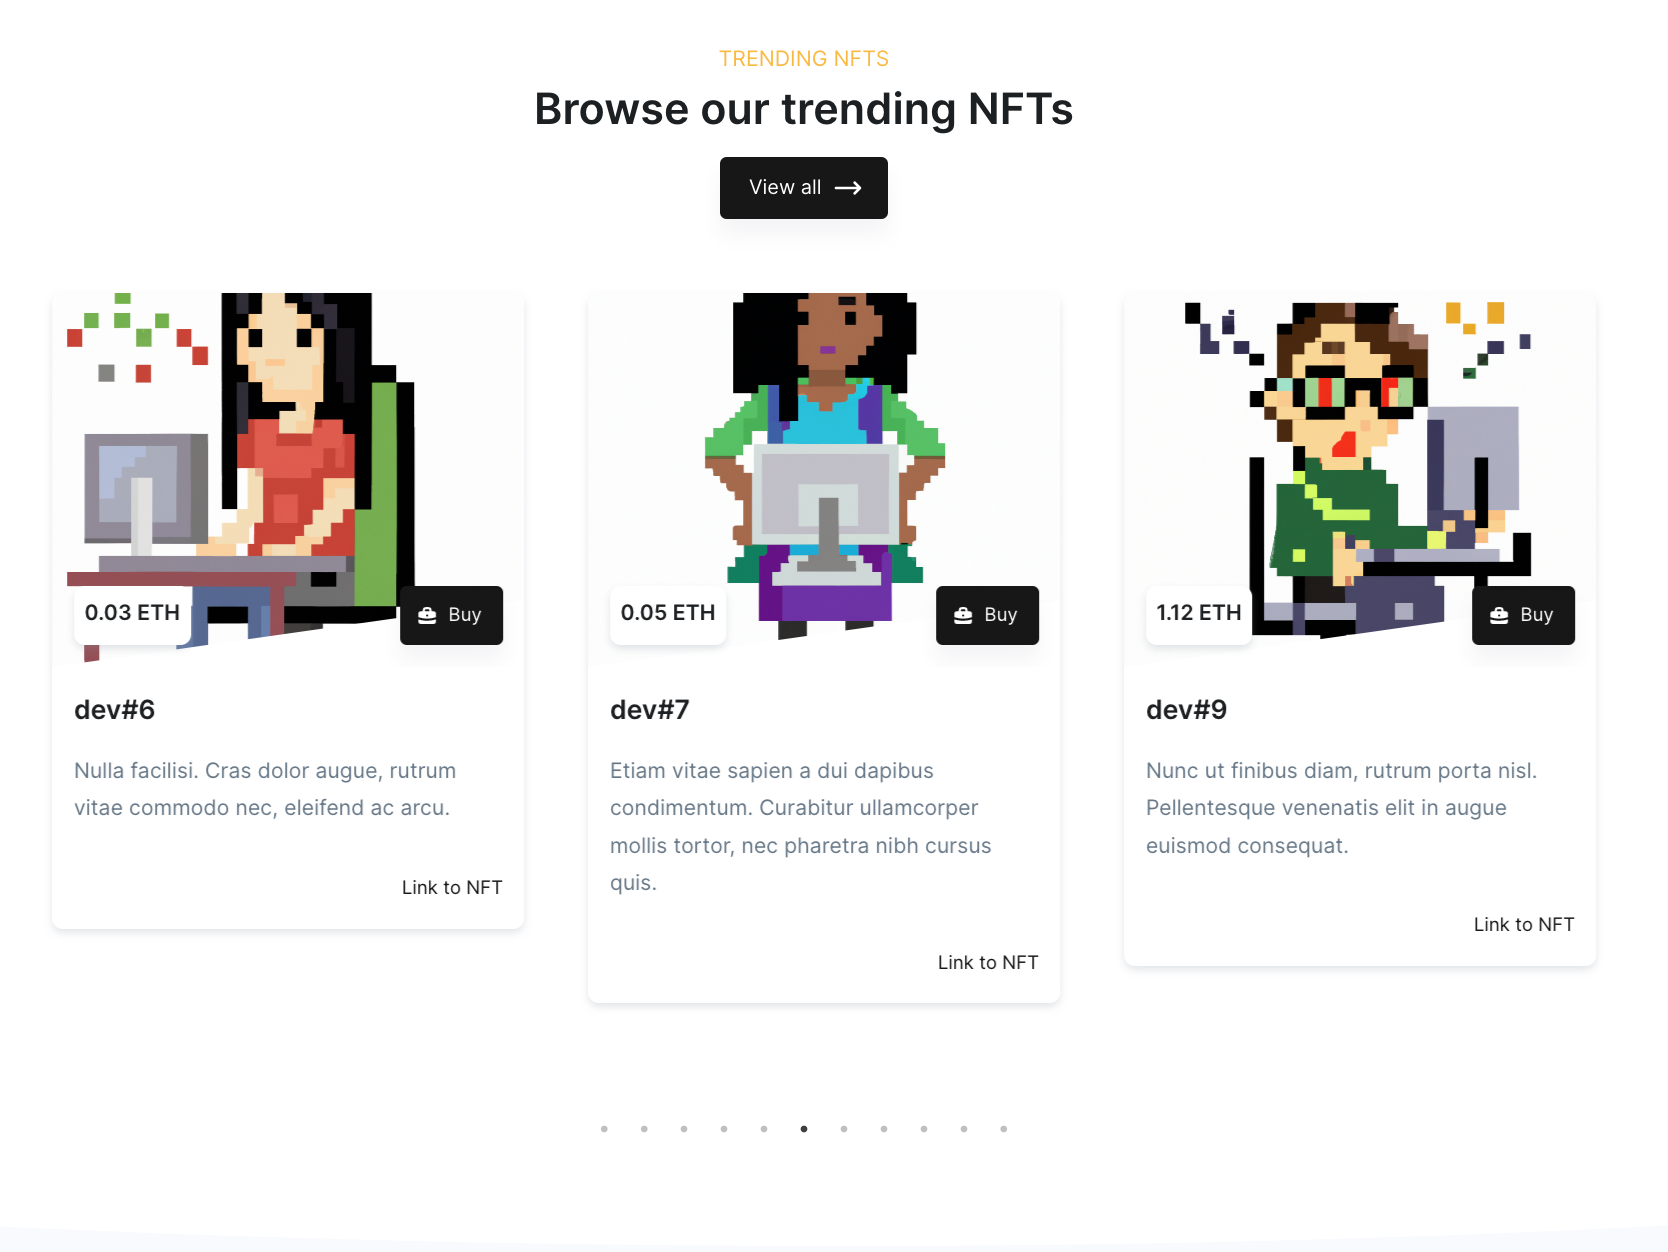 TRENDING NFTS
Browse our trending NFTs
View all
0.03 ETH
Buy
dev#6
Nulla facilisi. Cras dolor augue, rutrum
vitae commodo nec, eleifend ac arcu.
Link to NFT
0.05 ETH
Buy
dev#7
Etiam vitae sapien a dui dapibus
condimentum. Curabitur ullamcorper
mollis tortor, nec pharetra nibh cursus
quis.
Link to NFT
1.12 ETH
Buy
dev#9
Nunc ut finibus diam, rutrum porta nisl.
Pellentesque venenatis elit in augue
euismod consequat.
Link to NFT